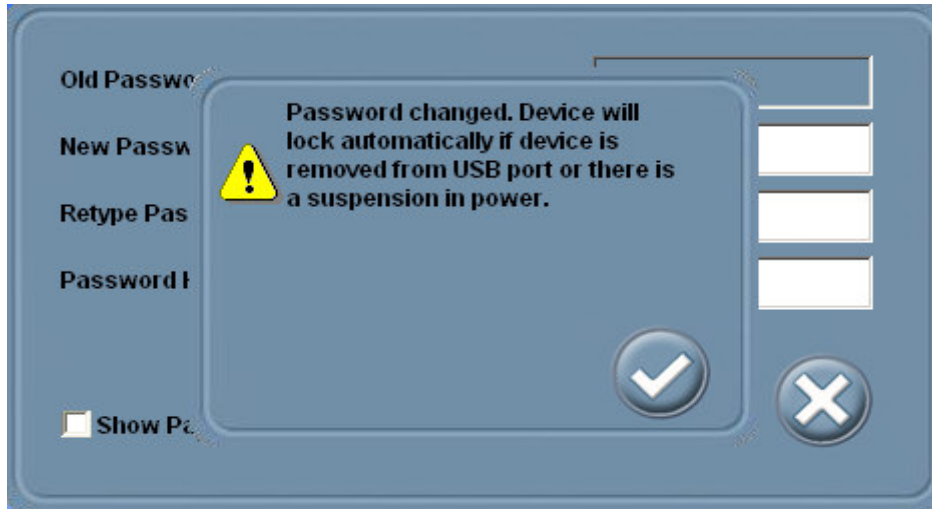 Old Passwo
Password changed. Device will
lock automatically if device is
removed from USB port or there is
a suspension in power.
New Passw
Retype Pas
Password H
Show Pa